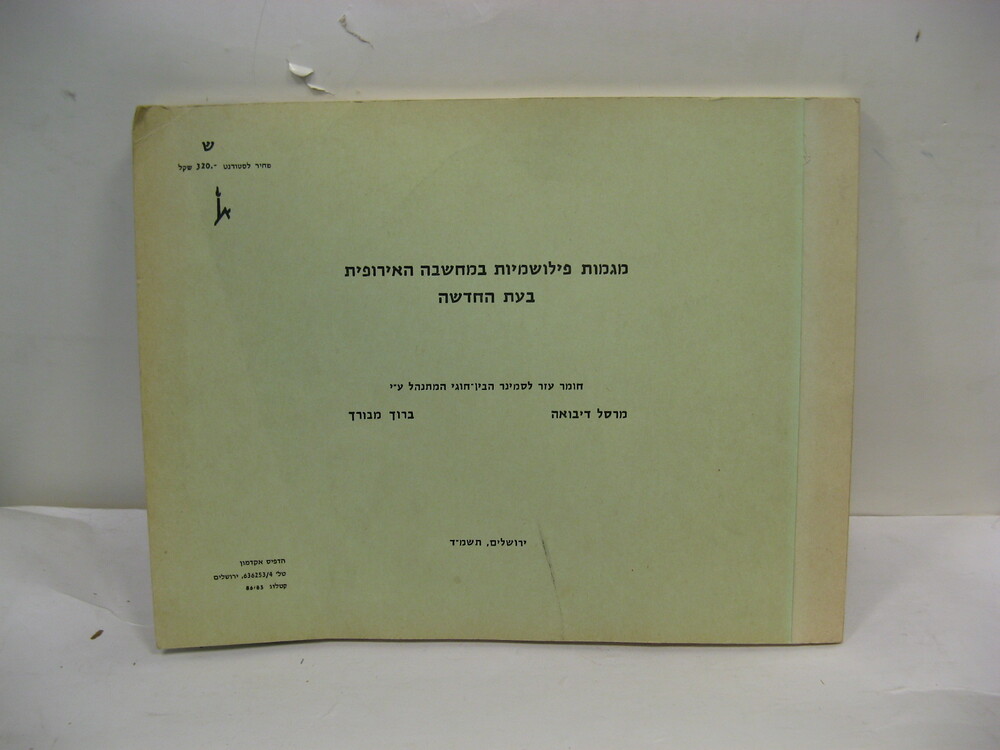 ש
מחיר לסטודנט -.320 שקל
מגמות פילושמיות במחשבה האירופית
בעת החדשה
חומר עזר לסמינר הבין־חוגי המתנהל ע״י
מרסל דיבואה ברוך מבורך
ירושלים, תשמ״ד
הדפיס אקדמון
טל׳ 636253/4, ירושלים
קטלוג